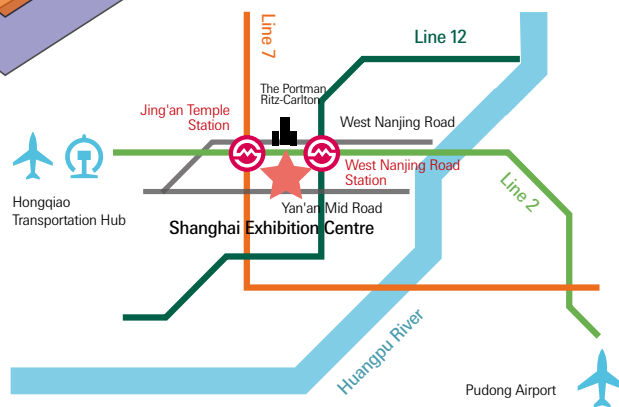 Line 7
Line 12
The Portman
Ritz-Carlton
Jing'an Temple
Station
West Nanjing Road
West Nanjing Road
Station
Line 2
Hongqiao
Transportation Hub
Yan'an Mid Road
Shanghai Exhibition Centre
Huangpu River
Pudong Airport